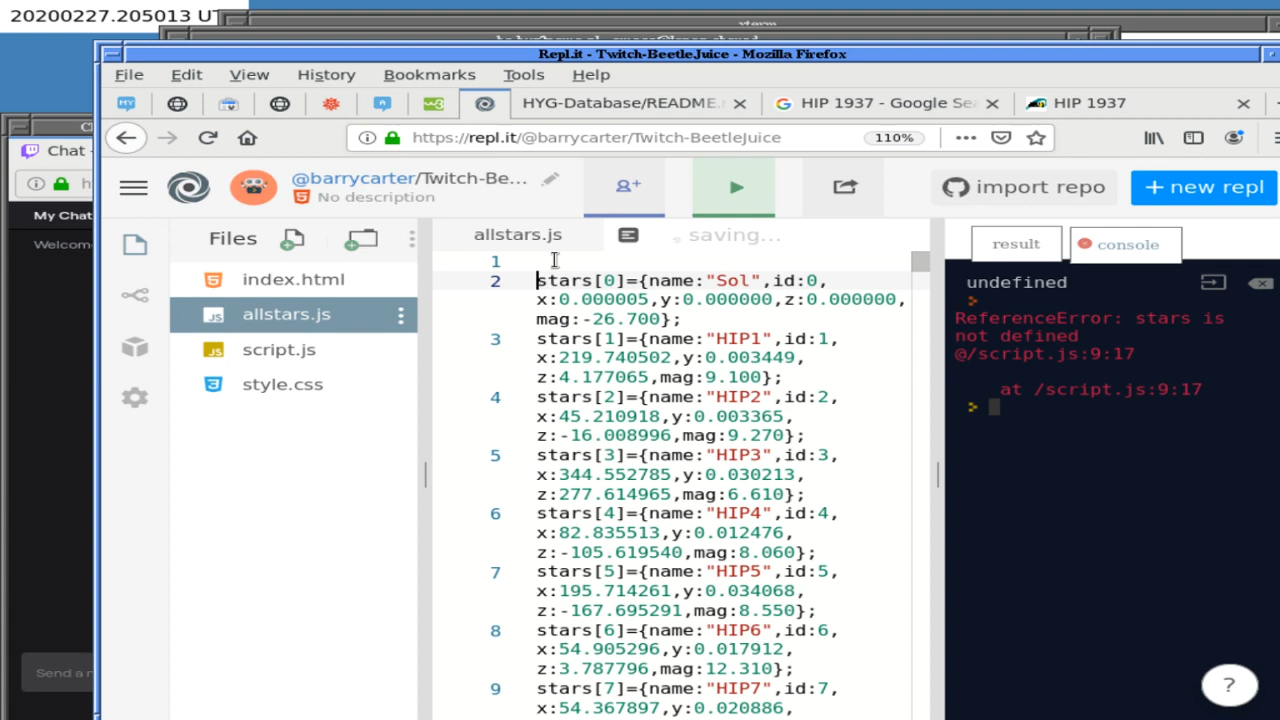 20200227.205013 UT
xterm
Repl.it - Twitch-BeetleJuice - Mozilla Firefox
File Edit View History Bookmarks Tools Help
HYG-Database/README. HIP 1937 - Google Sea HIP 1937
https://repl.it/@barrycarter/Twitch-BeetleJuice 110%
Chat
@barrycarter/Twitch-Be...
No description
import repo
+ new repl
My Chat
Welcom
Files
index.html
allstars.js
script.js
style.css
Send a m
allstars.js saving...
1
2 stars[0]={name:"Sol",id:0,
x:0.000005,y:0.000000,z:0.000000,
mag:-26.700};
3 stars[1]={name:"HIP1",id:1,
x:219.740502,y:0.003449,
z:4.177065,mag:9.100};
4 stars[2]={name:"HIP2",id:2,
x:45.210918,y:0.003365,
z:-16.008996,mag:9.270};
5 stars[3]={name:"HIP3",id:3,
x:344.552785,y:0.030213,
z:277.614965,mag:6.610};
6 stars[4]={name:"HIP4",id:4,
x:82.835513,y:0.012476,
z:-105.619540,mag:8.060};
7 stars[5]={name:"HIP5",id:5,
x:195.714261,y:0.034068,
z:-167.695291,mag:8.550};
8 stars[6]={name:"HIP6",id:6,
x:54.905296,y:0.017912,
z:3.787796,mag:12.310};
9 stars[7]={name:"HIP7",id:7,
x:54.367897,y:0.020886,
result console
undefined
ReferenceError: stars is
not defined
@/script.js:9:17
at /script.js:9:17
>
?